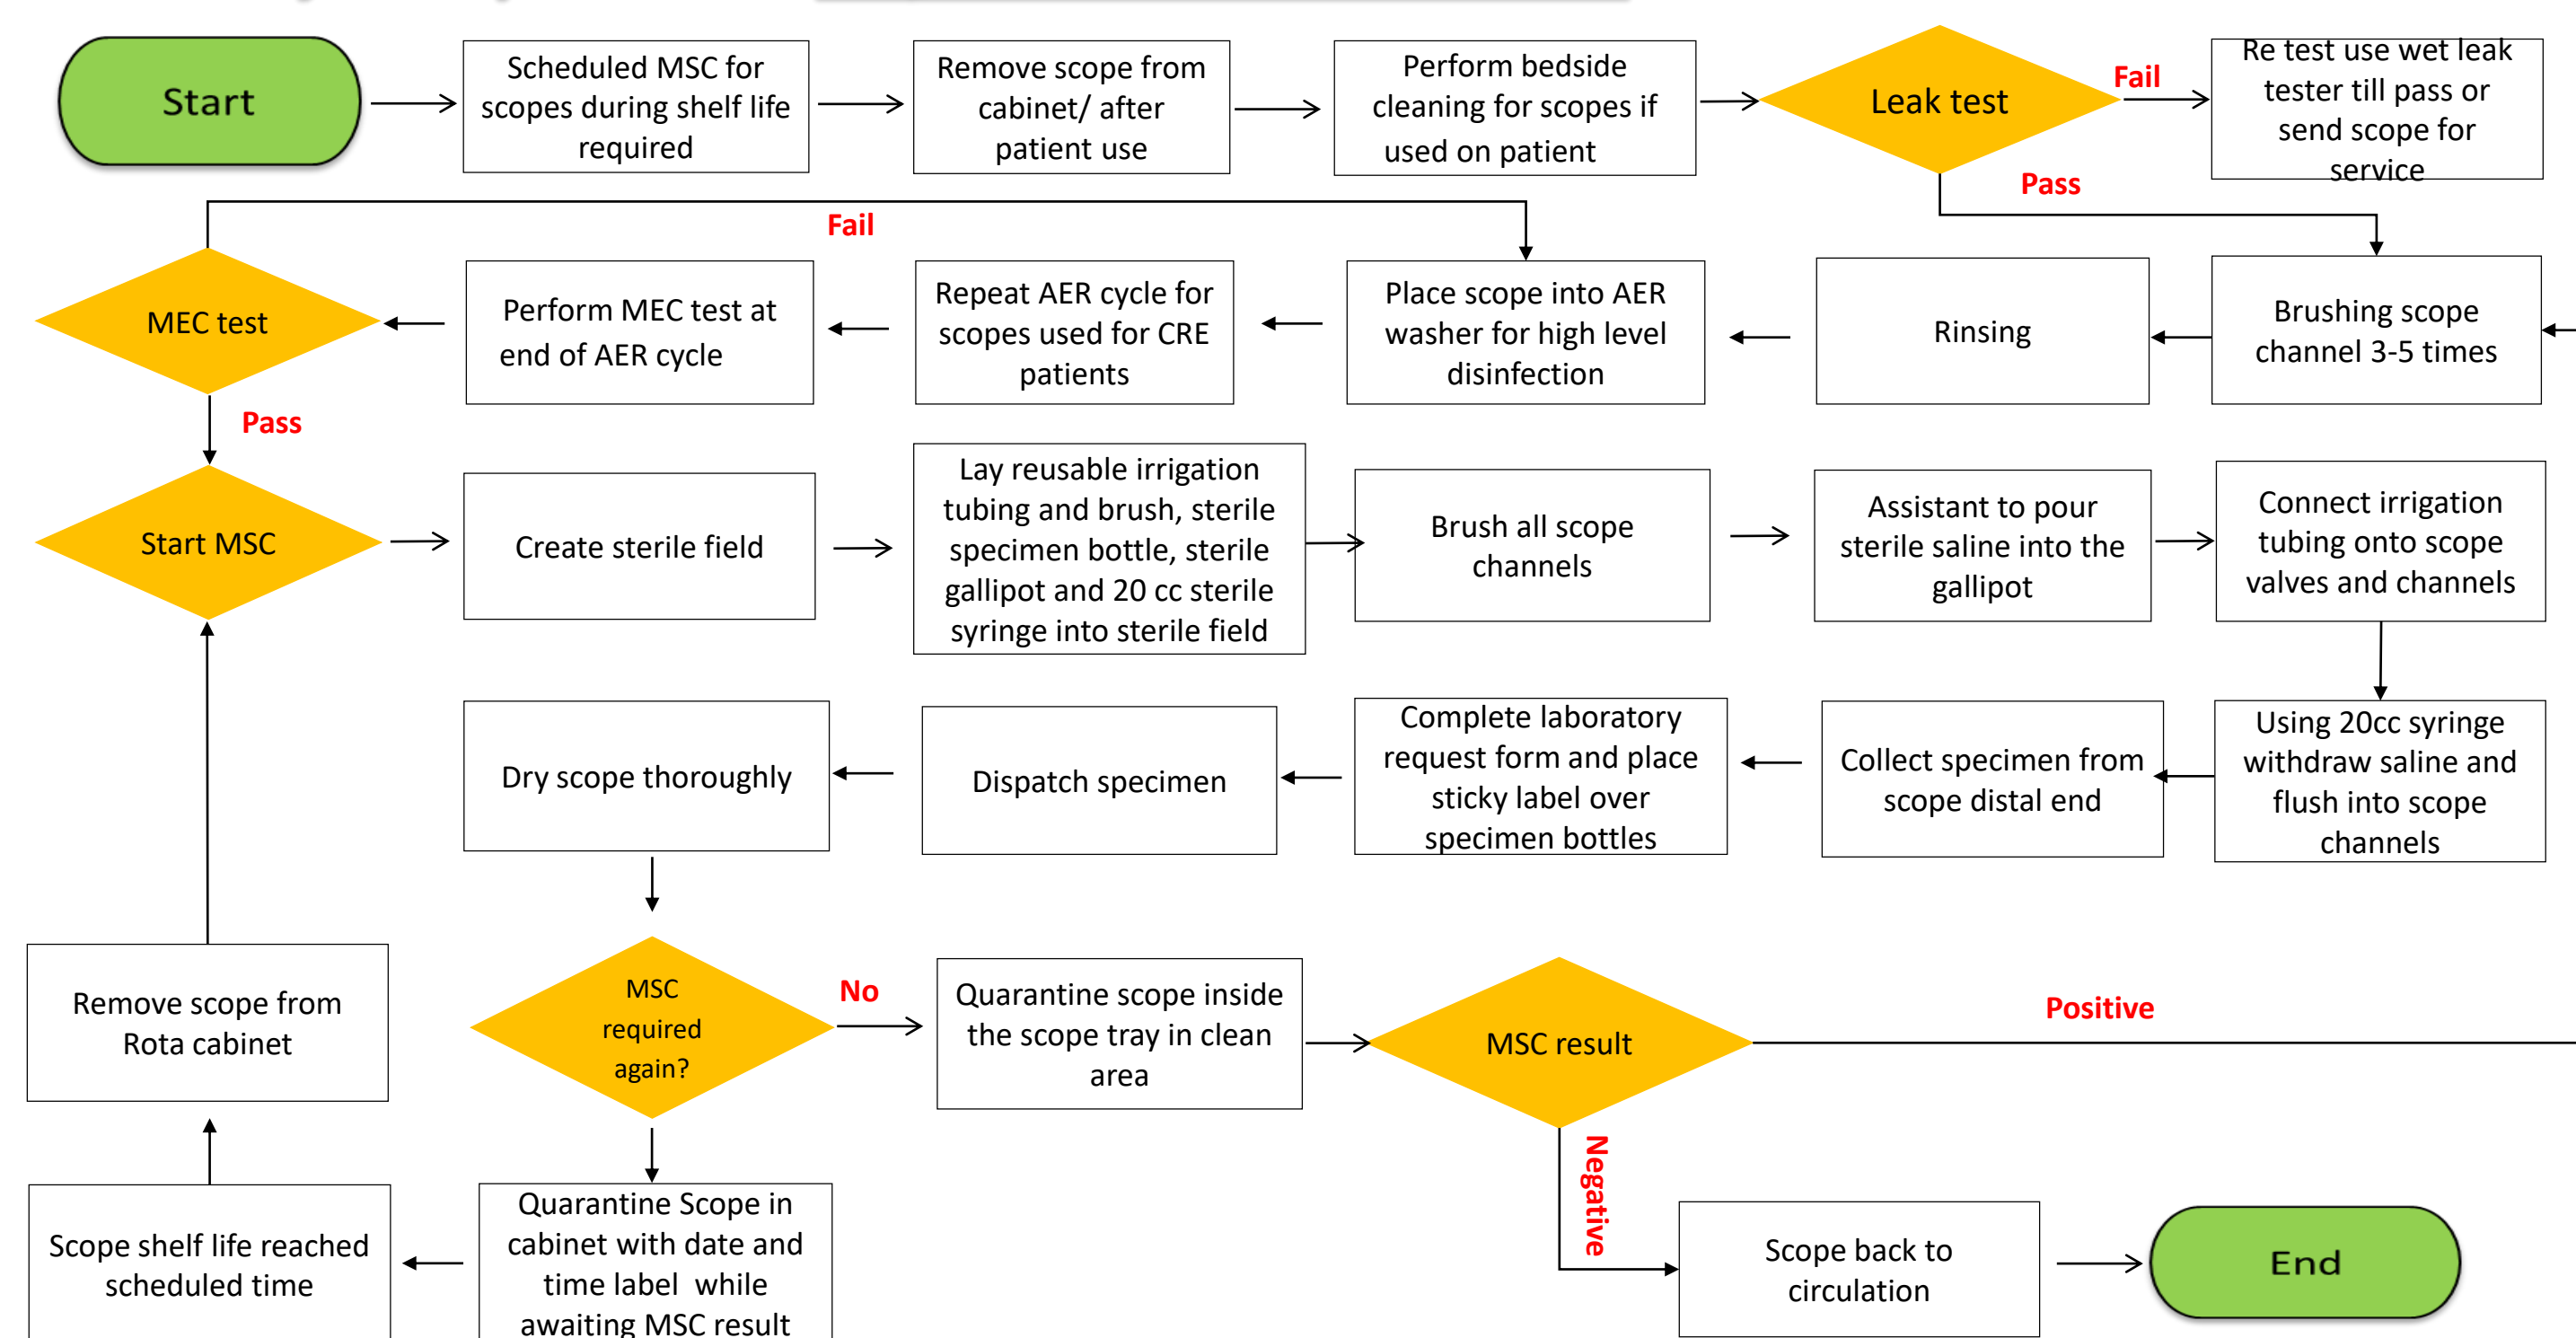 Start
Scheduled MSC for
scopes during shelf life
required
Remove scope from
cabinet/ after
patient use
Perform bedside
cleaning for scopes if
used on patient
Leak test
Fail
Re test use wet leak
tester till pass or
send scope for
service
Pass
Fail
MEC test
Perform MEC test at
end of AER cycle
Repeat AER cycle for
scopes used for CRE
patients
Place scope into AER
washer for high level
disinfection
Rinsing
Brushing scope
channel 3-5 times
Pass
Start MSC
Create sterile field
Lay reusable irrigation
tubing and brush, sterile
specimen bottle, sterile
gallipot and 20 cc sterile
syringe into sterile field
Brush all scope
channels
Assistant to pour
sterile saline into the
gallipot
Connect irrigation
tubing onto scope
valves and channels
Dry scope thoroughly
Dispatch specimen
Complete laboratory
request form and place
sticky label over
specimen bottles
Collect specimen from
scope distal end
Using 20cc syringe
withdraw saline and
flush into scope
channels
Remove scope from
Rota cabinet
MSC
required
again?
No
Quarantine scope inside
the scope tray in clean
area
MSC result
Positive
Negative
Scope shelf life reached
scheduled time
Quarantine Scope in
cabinet with date and
time label while
awaiting MSC result
Scope back to
circulation
End